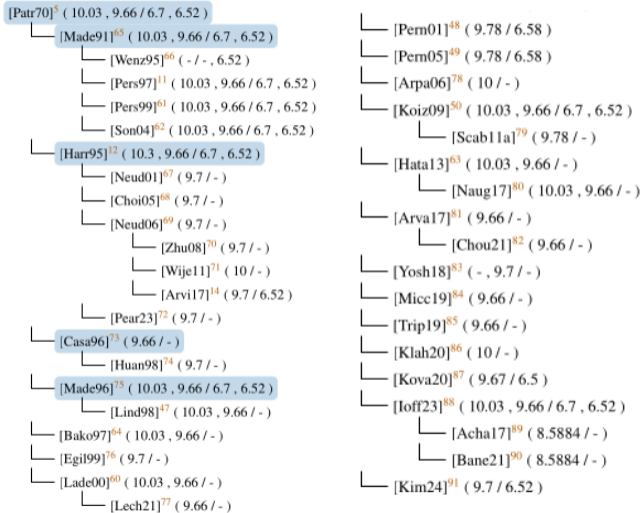 [Patr70]5 ( 10.03 , 9.66 / 6.7 , 6.52 )
[Made91]65 ( 10.03 , 9.66 / 6.7 , 6.52 )
[Wenz95]66 ( - / - , 6.52 )
[Pers97]11 ( 10.03 , 9.66 / 6.7 , 6.52 )
[Pers99]61 ( 10.03 , 9.66 / 6.7 , 6.52 )
[Son04]62 ( 10.03 , 9.66 / 6.7 , 6.52 )
[Harr95]12 ( 10.3 , 9.66 / 6.7 , 6.52 )
[Neud01]67 ( 9.7 / - )
[Choi05]68 ( 9.7 / - )
[Neud06]69 ( 9.7 / - )
[Zhu08]70 ( 9.7 / - )
[Wije11]71 ( 10 / - )
[Arvi17]14 ( 9.7 / 6.52 )
[Pear23]72 ( 9.7 / - )
[Casa96]73 ( 9.66 / - )
[Huan98]74 ( 9.7 / - )
[Made96]75 ( 10.03 , 9.66 / 6.7 , 6.52 )
[Lind98]47 ( 10.03 , 9.66 / - )
[Bako97]64 ( 10.03 , 9.66 / - )
[Egil99]76 ( 9.7 / - )
[Lade00]60 ( 10.03 , 9.66 / - )
[Lech21]77 ( 9.66 / - )
[Pern01]48 ( 9.78 / 6.58 )
[Pern05]49 ( 9.78 / 6.58 )
[Arpa06]78 ( 10 / - )
[Koiz09]50 ( 10.03 , 9.66 / 6.7 , 6.52 )
[Scab11a]79 ( 9.78 / - )
[Hata13]63 ( 10.03 , 9.66 / - )
[Naug17]80 ( 10.03 , 9.66 / - )
[Arva17]81 ( 9.66 / - )
[Chou21]82 ( 9.66 / - )
[Yosh18]83 ( - , 9.7 / - )
[Micc19]84 ( 9.66 / - )
[Trip19]85 ( 9.66 / - )
[Klah20]86 ( 10 / - )
[Kova20]87 ( 9.67 / 6.5 )
[Ioff23]88 ( 10.03 , 9.66 / 6.7 , 6.52 )
[Acha17]89 ( 8.5884 / - )
[Bane21]90 ( 8.5884 / - )
[Kim24]91 ( 9.7 / 6.52 )